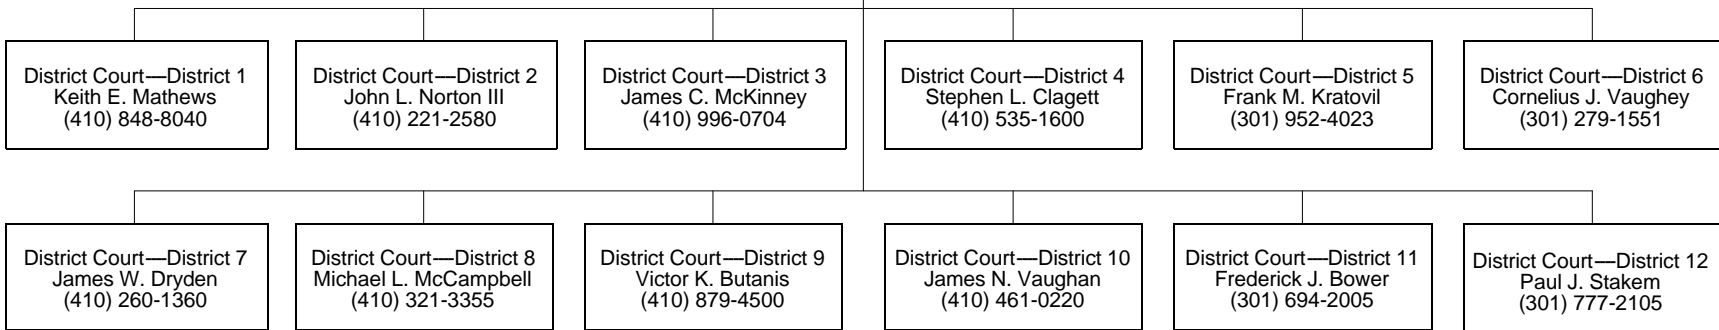 District Court—District 1
Keith E. Mathews
(410) 848-8040
District Court—District 2
John L. Norton III
(410) 221-2580
District Court—District 3
James C. McKinney
(410) 996-0704
District Court—District 4
Stephen L. Clagett
(410) 535-1600
District Court—District 5
Frank M. Kratovil
(301) 952-4023
District Court—District 6
Cornelius J. Vaughey
(301) 279-1551
District Court—District 7
James W. Dryden
(410) 260-1360
District Court—District 8
Michael L. McCampbell
(410) 321-3355
District Court—District 9
Victor K. Butanis
(410) 879-4500
District Court—District 10
James N. Vaughan
(410) 461-0220
District Court—District 11
Frederick J. Bower
(301) 694-2005
District Court—District 12
Paul J. Stakem
(301) 777-2105